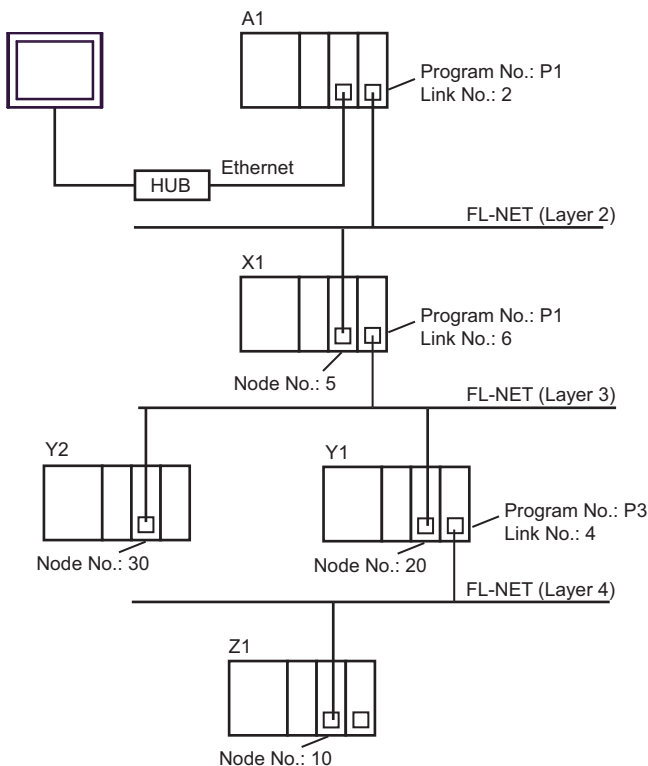 A1
Program No.: P1
Link No.: 2
Ethernet
HUB
FL-NET (Layer 2)
X1
Program No.: P1
Link No.: 6
Node No.: 5
FL-NET (Layer 3)
Y2
Y1
Program No.: P3
Link No.: 4
Node No.: 30
Node No.: 20
FL-NET (Layer 4)
Z1
Node No.: 10